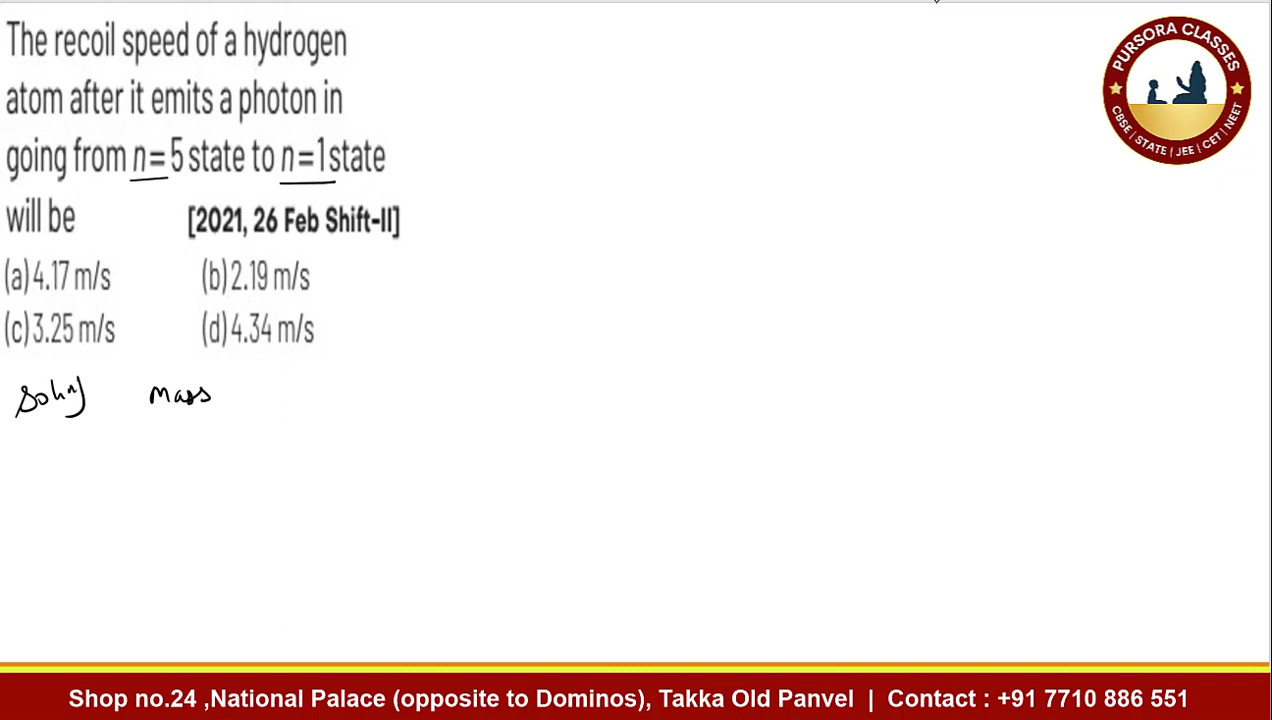 The recoil speed of a hydrogen
atom after it emits a photon in
going from n=5 state to n=1 state
will be [2021, 26 Feb Shift-II]
(a) 4.17 m/s (b) 2.19 m/s
(c) 3.25 m/s (d) 4.34 m/s
Mass
PURSORA CLASSES
CBSE | STATE | JEE | CET | NEET
Shop no.24 ,National Palace (opposite to Dominos), Takka Old Panvel | Contact : +91 7710 886 551